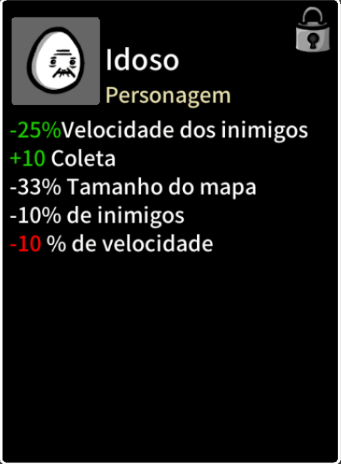 Idoso
Personagem
-25%Velocidade dos inimigos
+10 Coleta
-33% Tamanho do mapa
-10% de inimigos
-10 % de velocidade